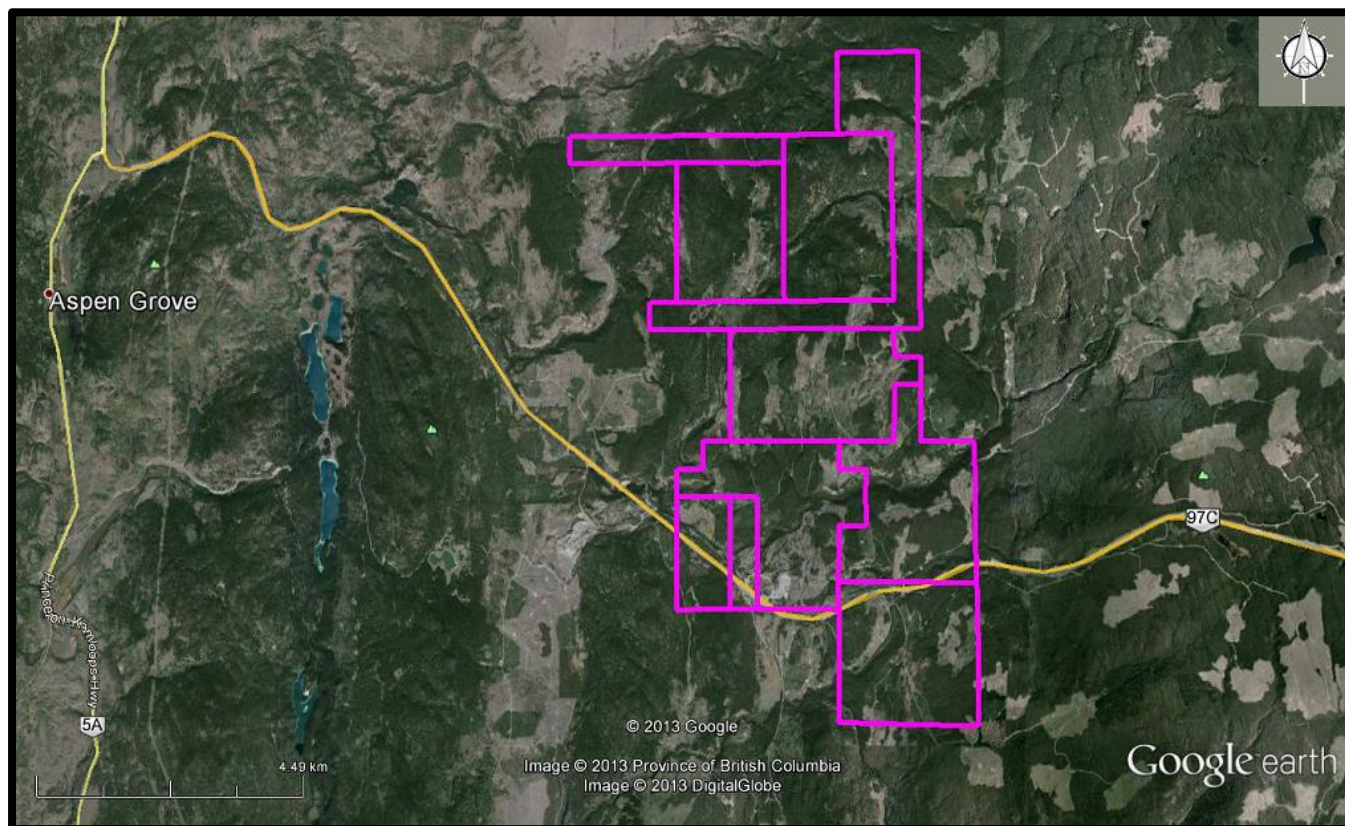 N
Aspen Grove
97C
Princeton-Kamloops Hwy
5A
4.49 km
© 2013 Google
Image © 2013 Province of British Columbia
Image © 2013 DigitalGlobe
Google earth